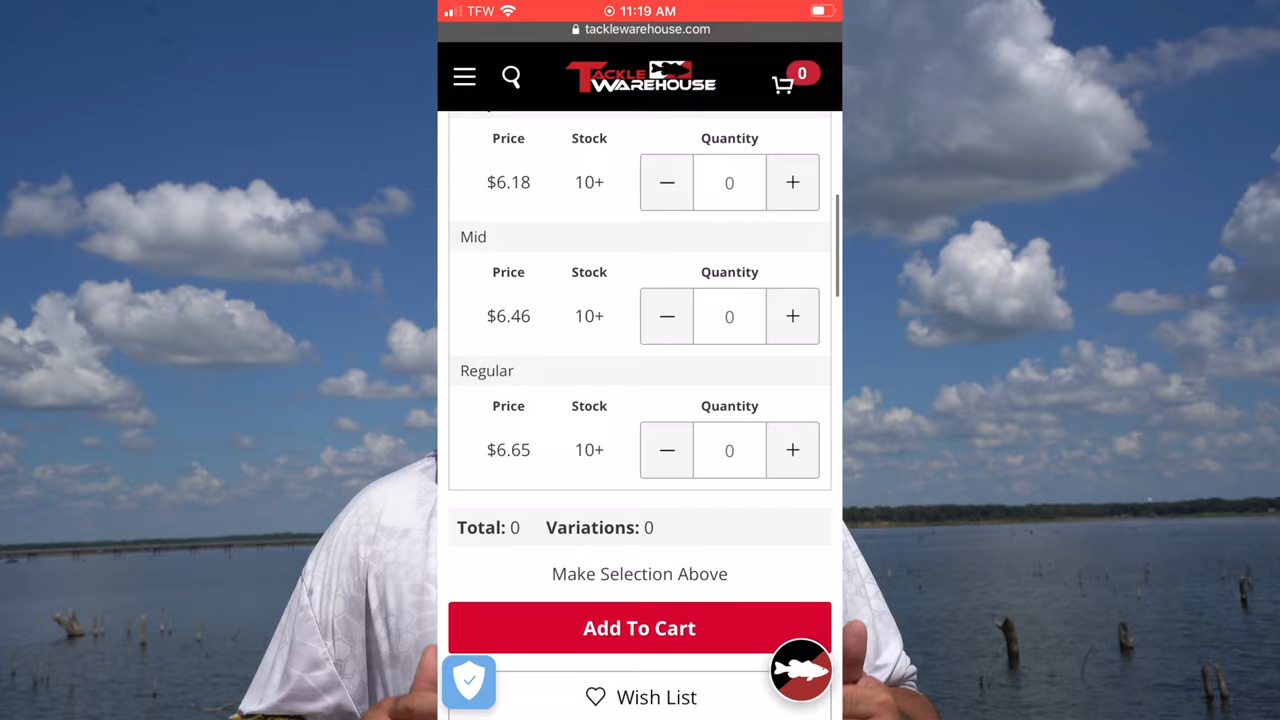 TFW 11:19 AM
tacklewarehouse.com
TACKLE WAREHOUSE 0
Price Stock Quantity
$6.18 10+ — 0 +
Mid
Price Stock Quantity
$6.46 10+ — 0 +
Regular
Price Stock Quantity
$6.65 10+ — 0 +
Total: 0 Variations: 0
Make Selection Above
Add To Cart
Wish List